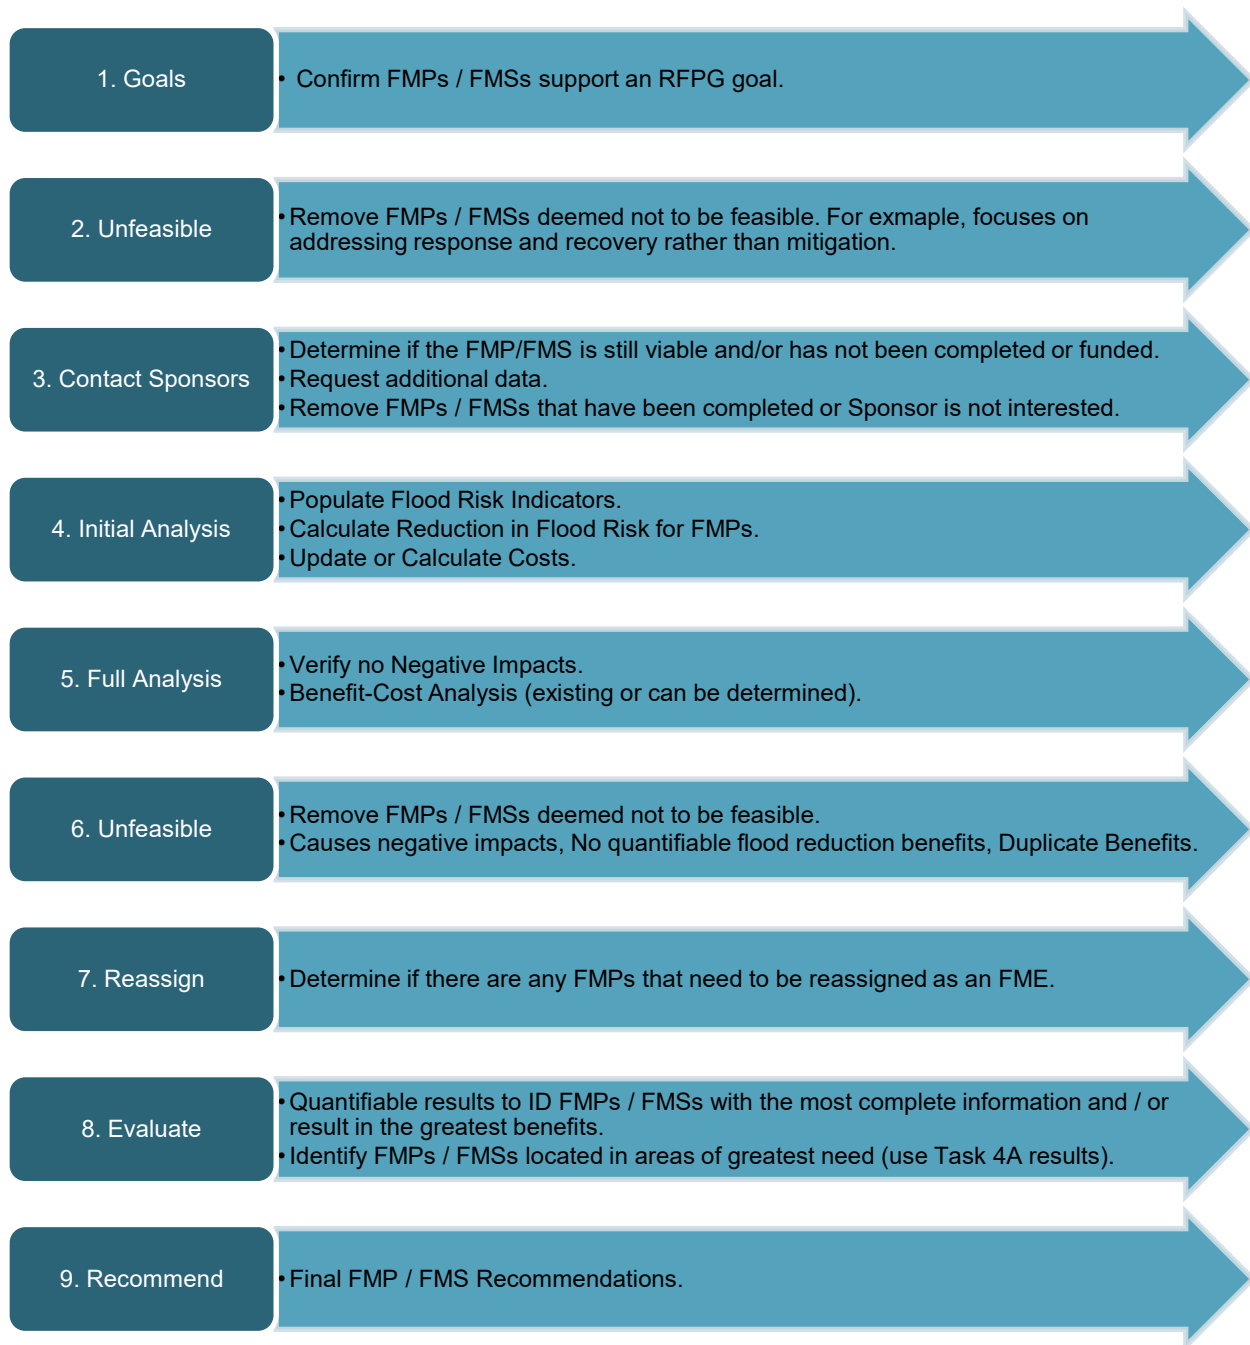 1. Goals
• Confirm FMPs / FMSs support an RFPG goal.
2. Unfeasible
• Remove FMPs / FMSs deemed not to be feasible. For exmaple, focuses on
addressing response and recovery rather than mitigation.
3. Contact Sponsors
• Determine if the FMP/FMS is still viable and/or has not been completed or funded.
• Request additional data.
• Remove FMPs / FMSs that have been completed or Sponsor is not interested.
4. Initial Analysis
• Populate Flood Risk Indicators.
• Calculate Reduction in Flood Risk for FMPs.
• Update or Calculate Costs.
5. Full Analysis
• Verify no Negative Impacts.
• Benefit-Cost Analysis (existing or can be determined).
6. Unfeasible
• Remove FMPs / FMSs deemed not to be feasible.
• Causes negative impacts, No quantifiable flood reduction benefits, Duplicate Benefits.
7. Reassign
• Determine if there are any FMPs that need to be reassigned as an FME.
8. Evaluate
• Quantifiable results to ID FMPs / FMSs with the most complete information and / or
result in the greatest benefits.
• Identify FMPs / FMSs located in areas of greatest need (use Task 4A results).
9. Recommend
• Final FMP / FMS Recommendations.